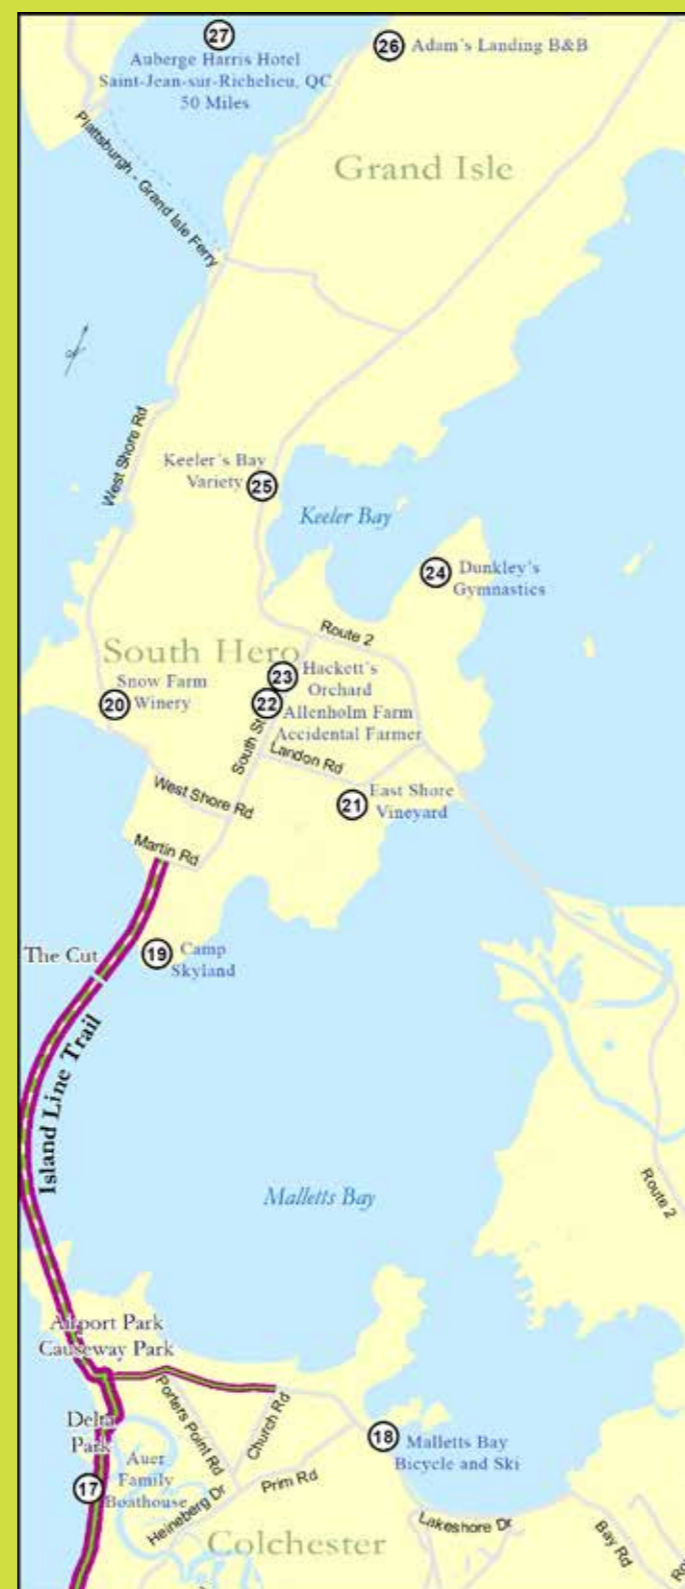 27
Auberge Harris Hotel
Saint-Jean-sur-Richelieu, QC
50 Miles
26 Adam's Landing B&B
Plattsburgh - Grand Isle Ferry
Grand Isle
West Shore Rd
Keeler's Bay
Variety 25
Keeler Bay
24 Dunkley's
Gymnastics
Route 2
South Hero
23 Hackett's
Orchard
Snow Farm
20 Winery
22 Allenholm Farm
Accidental Farmer
South St
Landon Rd
West Shore Rd
21 East Shore
Vineyard
Martin Rd
The Cut
19 Camp
Skyland
Island Line Trail
Malletts Bay
Route 2
Airport Park
Causeway Park
Porters Point Rd
Church Rd
Delta
Park
18 Malletts Bay
Bicycle and Ski
17 Auer
Family
Boathouse
Prim Rd
Heineberg Dr
Lakeshore Dr
Bay Rd
Colchester